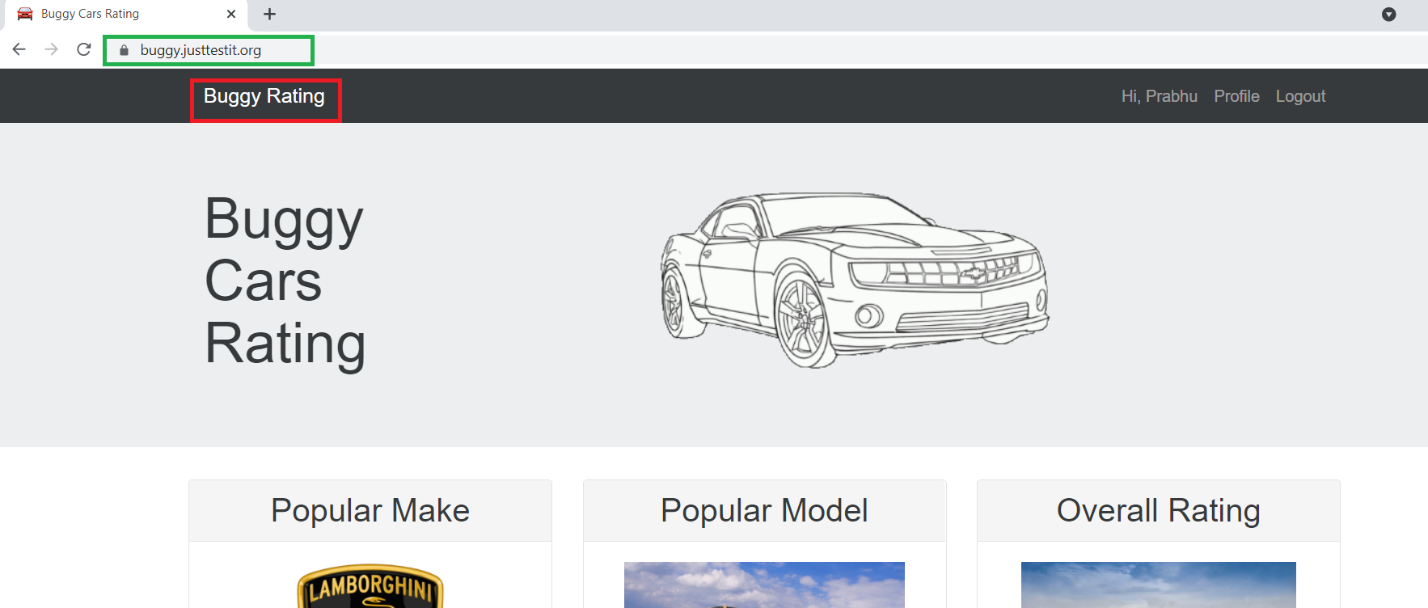 Buggy Cars Rating
buggy.justtestit.org
Buggy Rating
Hi, Prabhu Profile Logout
Buggy
Cars
Rating
Popular Make
Popular Model
Overall Rating
LAMBORGHINI